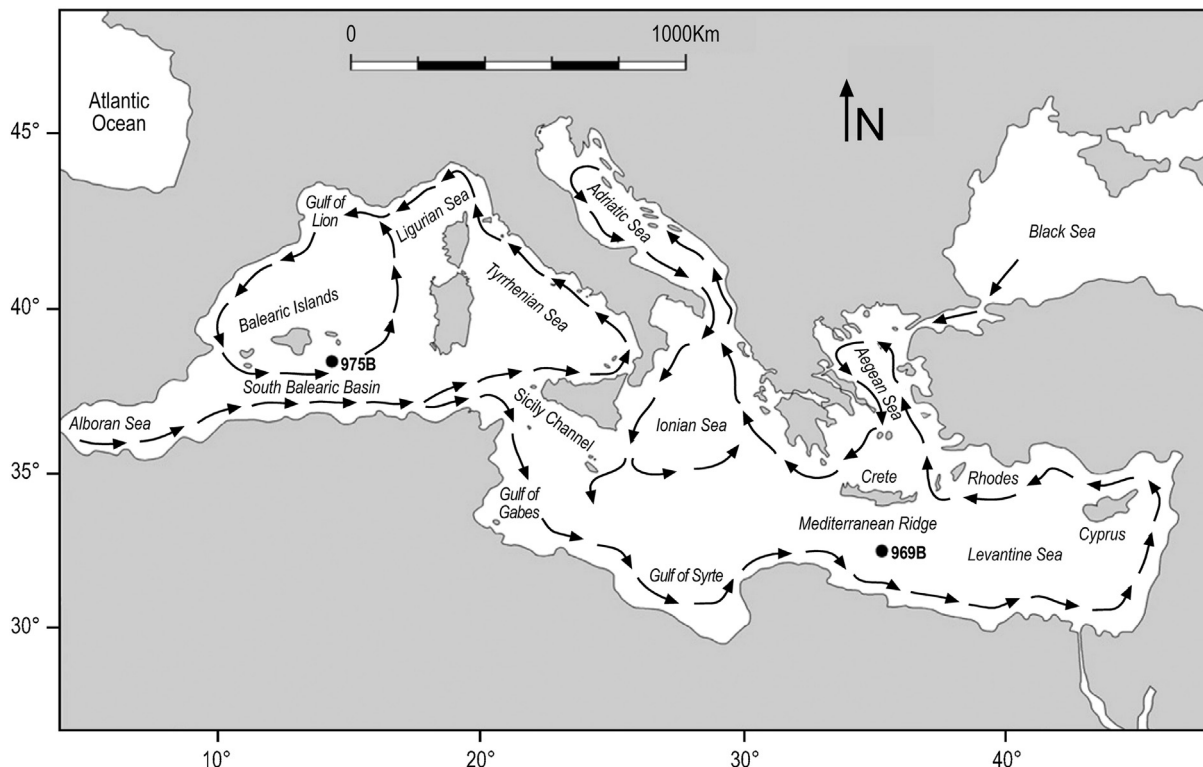 0
1000Km
Atlantic
Ocean
N
45°
40°
35°
30°
10°
20°
30°
40°
Gulf of
Lion
Ligurian Sea
Adriatic Sea
Black Sea
Balearic Islands
Tyrrhenian Sea
975B
South Balearic Basin
Aegean Sea
Alboran Sea
Sicily Channel
Ionian Sea
Gulf of
Gabes
Crete
Rhodes
Mediterranean Ridge
Cyprus
969B
Levantine Sea
Gulf of Syrte